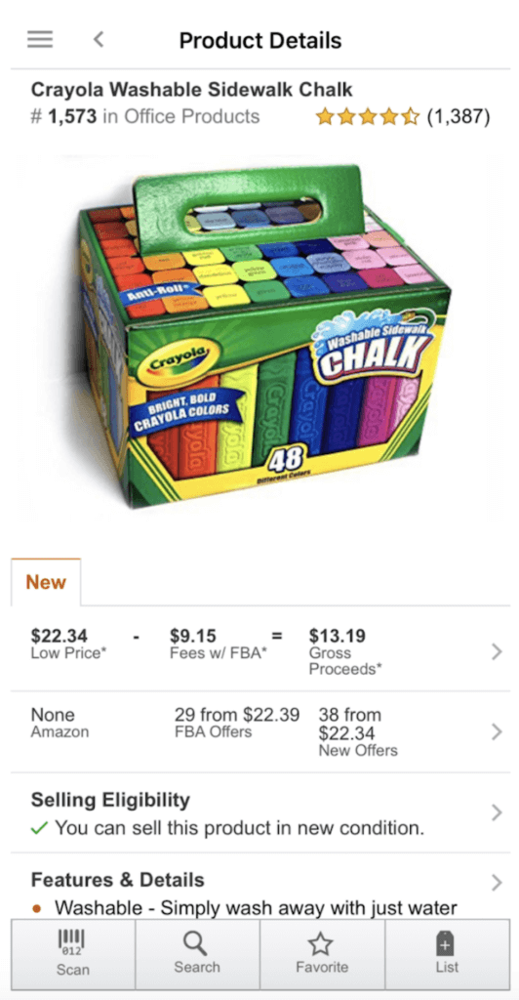 Product Details
Crayola Washable Sidewalk Chalk
# 1,573 in Office Products (1,387)
Anti-Roll
Crayola
Washable Sidewalk
CHALK
BRIGHT, BOLD
CRAYOLA COLORS
48
Different Colors
New
$22.34 - $9.15 = $13.19
Low Price* Fees w/ FBA* Gross
Proceeds*
None 29 from $22.39 38 from
Amazon FBA Offers $22.34
New Offers
Selling Eligibility
You can sell this product in new condition.
Features & Details
• Washable - Simply wash away with just water
012
Scan Search Favorite List